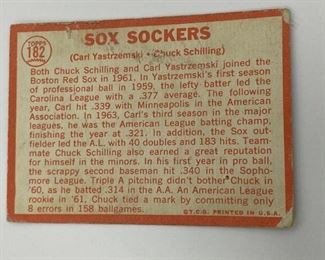 TOPPS
182
SOX SOCKERS
(Carl Yastrzemski • Chuck Schilling)
Both Chuck Schilling and Carl Yastrzemski joined the
Boston Red Sox in 1961. In Yastrzemski's first season
of professional ball in 1959, the lefty batter led the
Carolina League with a .377 average. The following
year, Carl hit .339 with Minneapolis in the American
Association. In 1963, Carl's third season in the major
leagues, he was the American League batting champion,
finishing the year at .321. In addition, the Sox out-
fielder led the A.L. with 40 doubles and 183 hits. Team-
mate Chuck Schilling also earned a great reputation
for himself in the minors. In his first year in pro ball,
the scrappy second baseman hit .340 in the Sopho-
more League. Triple A pitching didn't bother Chuck in
'60, as he batted .314 in the A.A. An American League
rookie in '61, Chuck tied a mark by committing only
8 errors in 158 ballgames.
©T.C.G. PRINTED IN U.S.A.